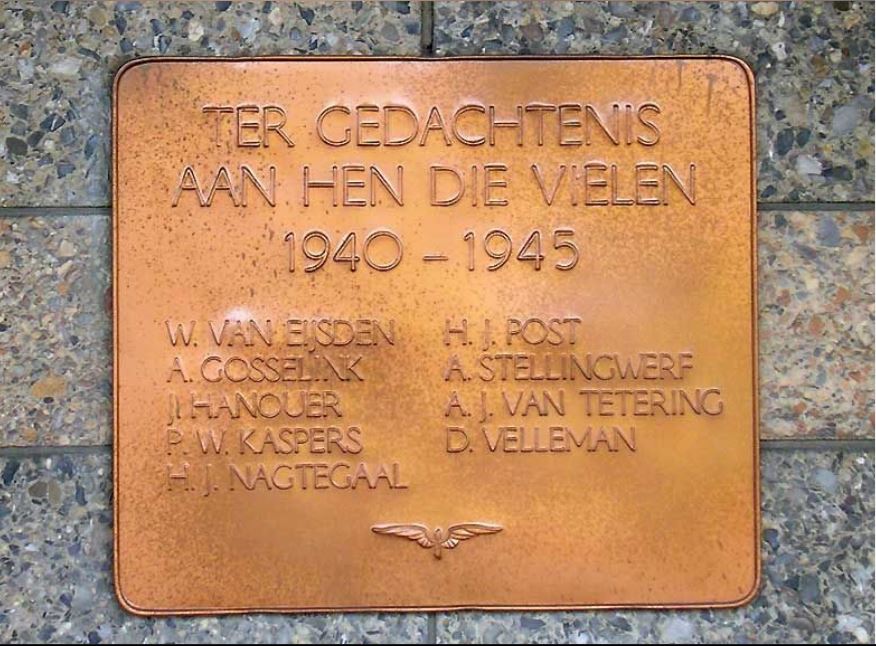 TER GEDACHTENIS
AAN HEN DIE VIELEN
1940 – 1945
W. VAN EIJSDEN
A. GOSSELINK
J. HANOUER
P. W. KASPERS
H. J. NAGTEGAAL
H. J. POST
A. STELLINGWERF
A. J. VAN TETERING
D. VELLEMAN